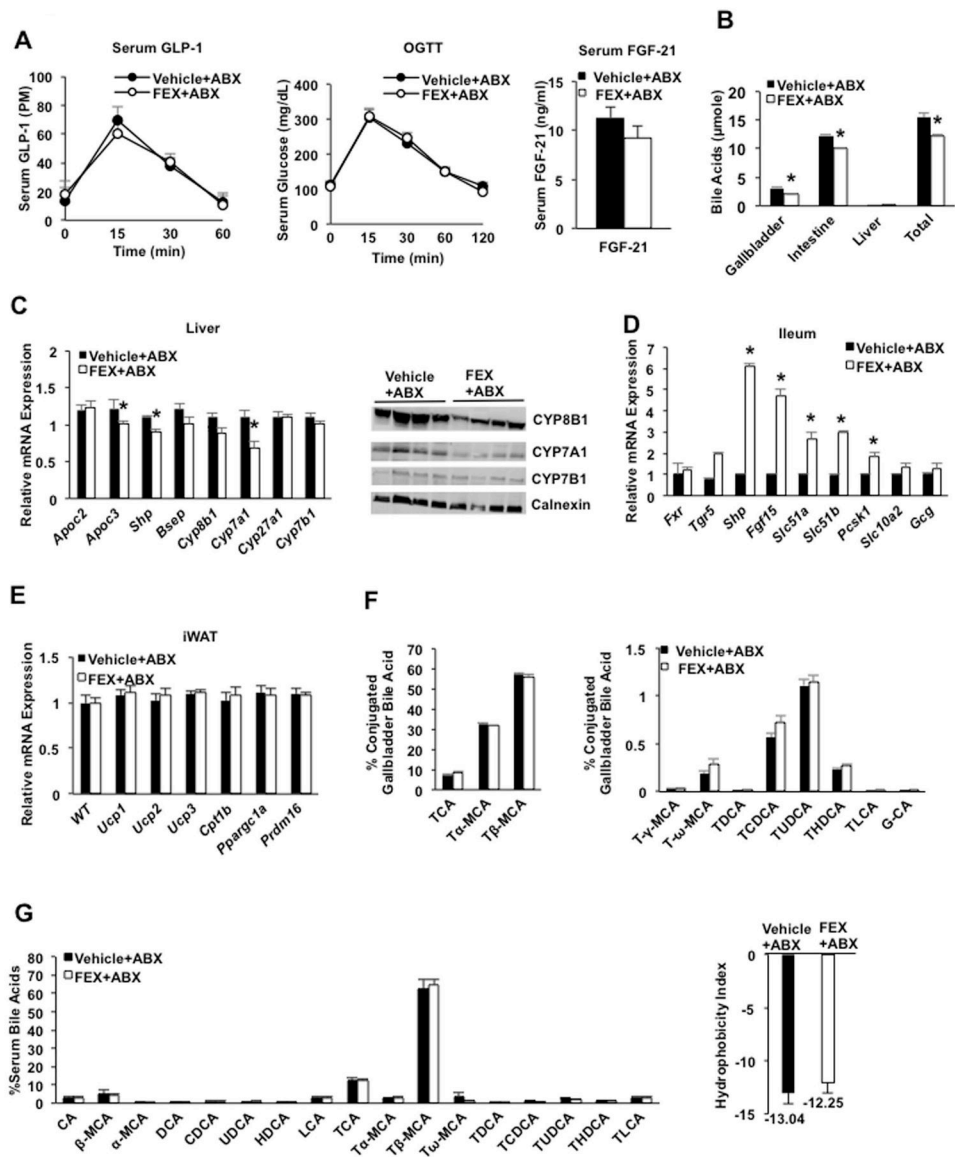 A
Serum GLP-1
Serum GLP-1 (PM)
100
80
60
40
20
0
Vehicle+ABX
FEX+ABX
0 15 30 60
Time (min)
OGTT
Serum Glucose (mg/dL)
400
300
200
100
0
Vehicle+ABX
FEX+ABX
0 15 30 60 120
Time (min)
Serum FGF-21
Serum FGF-21 (ng/ml)
15
10
5
0
Vehicle+ABX
FEX+ABX
FGF-21
B
Vehicle+ABX
FEX+ABX
Bile Acids (µmole)
20
15
10
5
0
* * *
Gallbladder
Intestine
Liver
Total
C
Liver
Relative mRNA Expression
2
1.5
1
0.5
0
Vehicle+ABX
FEX+ABX
* * *
Apoc2
Apoc3
Shp
Bsep
Cyp8b1
Cyp7a1
Cyp27a1
Cyp7b1
Vehicle FEX
+ABX +ABX
CYP8B1
CYP7A1
CYP7B1
Calnexin
D
Ileum
Relative mRNA Expression
7
6
5
4
3
2
1
0
Vehicle+ABX
FEX+ABX
* * * * *
Fxr
Tgr5
Shp
Fgf15
Slc51a
Slc51b
Pcsk1
Slc10a2
Gcg
E
iWAT
Relative mRNA Expression
2
1.5
1
0.5
0
Vehicle+ABX
FEX+ABX
WT
Ucp1
Ucp2
Ucp3
Cpt1b
Ppargc1a
Prdm16
F
% Conjugated
Gallbladder Bile Acid
70
60
50
40
30
20
10
0
Vehicle+ABX
FEX+ABX
TCA
Tα-MCA
Tβ-MCA
% Conjugated
Gallbladder Bile Acid
1.5
1
0.5
0
Vehicle+ABX
FEX+ABX
T-γ-MCA
T-ω-MCA
TDCA
TCDCA
TUDCA
THDCA
TLCA
G-CA
G
%Serum Bile Acids
80
70
60
50
40
30
20
10
0
Vehicle+ABX
FEX+ABX
CA
β-MCA
α-MCA
DCA
CDCA
UDCA
HDCA
LCA
TCA
Tα-MCA
Tβ-MCA
Tω-MCA
TDCA
TCDCA
TUDCA
THDCA
TLCA
Vehicle FEX
+ABX +ABX
Hydrophobicity Index
0
-5
-10
-15
-13.04
-12.25